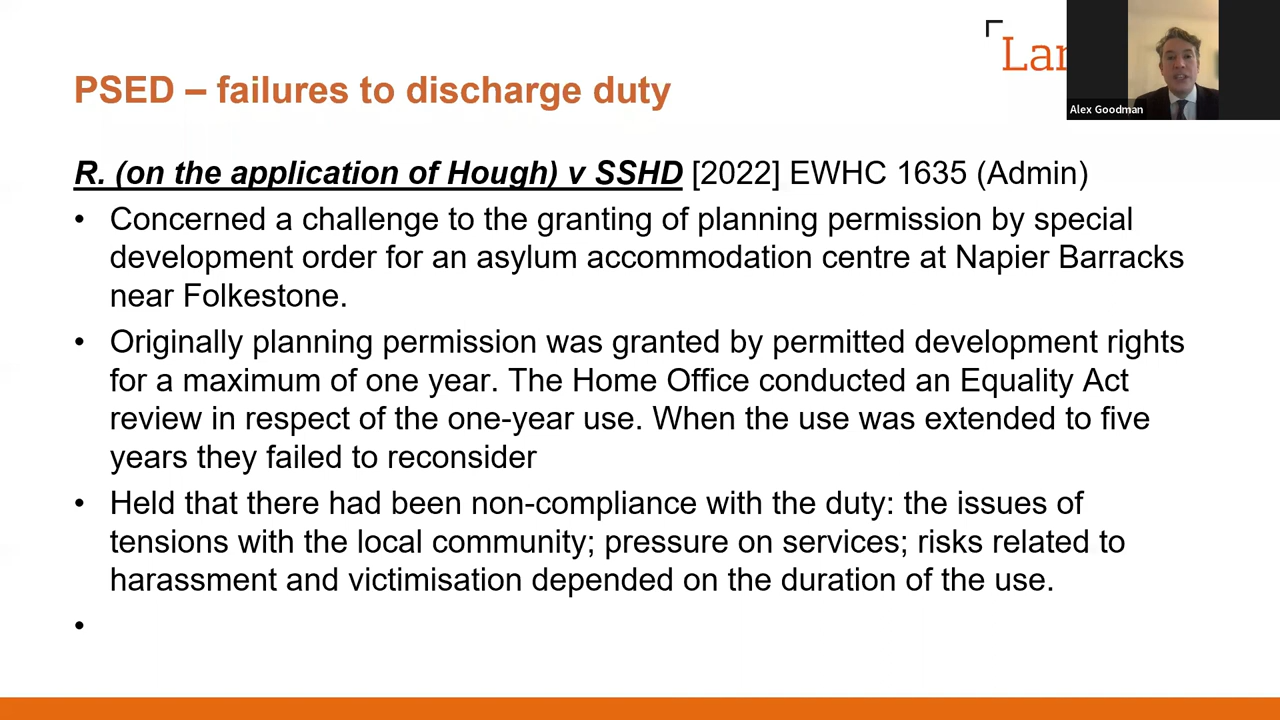 Lan
Alex Goodman
PSED – failures to discharge duty
R. (on the application of Hough) v SSHD [2022] EWHC 1635 (Admin)
• Concerned a challenge to the granting of planning permission by special
development order for an asylum accommodation centre at Napier Barracks
near Folkestone.
• Originally planning permission was granted by permitted development rights
for a maximum of one year. The Home Office conducted an Equality Act
review in respect of the one-year use. When the use was extended to five
years they failed to reconsider
• Held that there had been non-compliance with the duty: the issues of
tensions with the local community; pressure on services; risks related to
harassment and victimisation depended on the duration of the use.
•